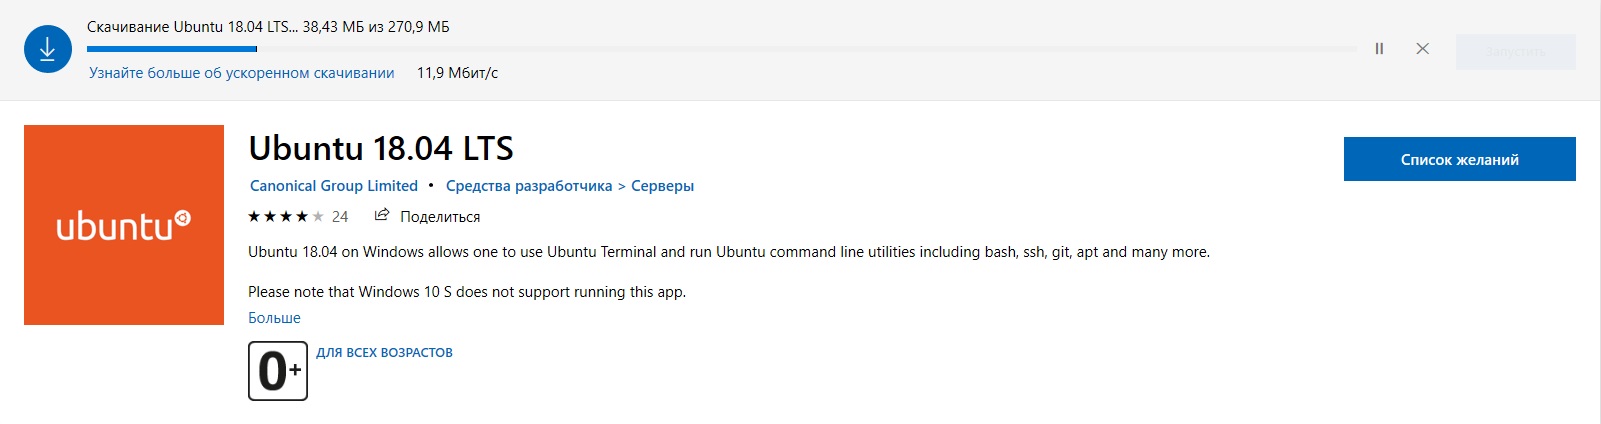 Скачивание Ubuntu 18.04 LTS... 38,43 МБ из 270,9 МБ
Запустить
Узнайте больше об ускоренном скачивании 11,9 Мбит/с
Ubuntu 18.04 LTS
Список желаний
Canonical Group Limited • Средства разработчика > Серверы
24 Поделиться
ubuntu
Ubuntu 18.04 on Windows allows one to use Ubuntu Terminal and run Ubuntu command line utilities including bash, ssh, git, apt and many more.
Please note that Windows 10 S does not support running this app.
Больше
0+ ДЛЯ ВСЕХ ВОЗРАСТОВ